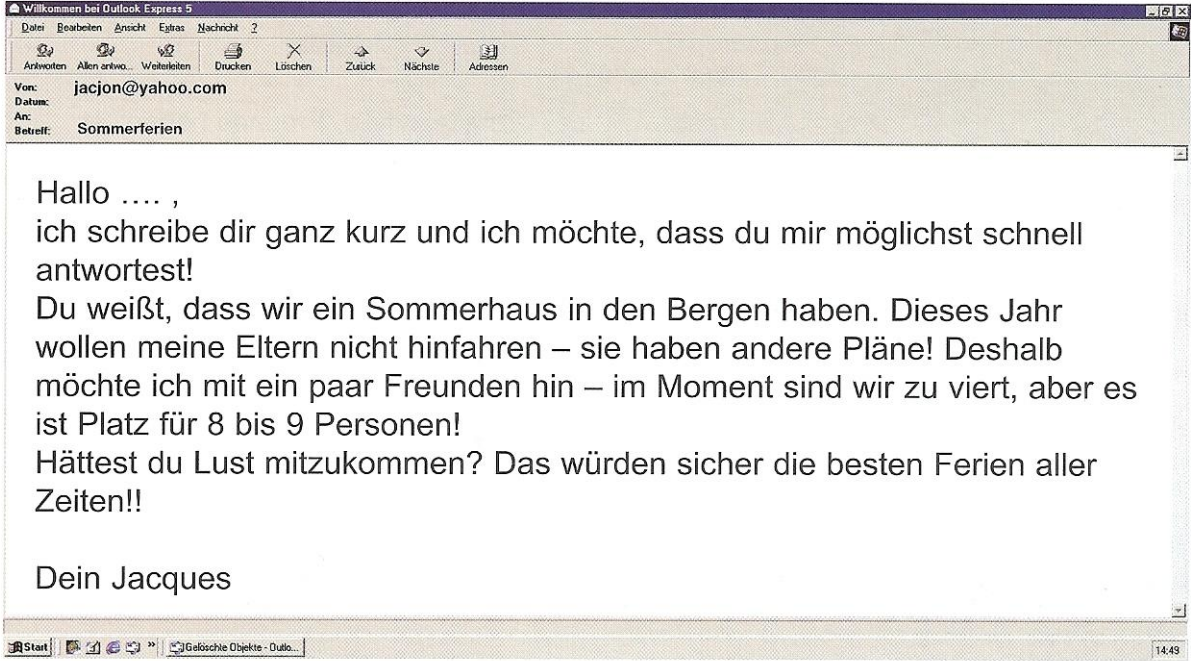 Willkommen bei Outlook Express 5
Datei Bearbeiten Ansicht Extras Nachricht ?
Antworten Allen antwo... Weiterleiten Drucken Löschen Zurück Nächste Adressen
Von: jacjon@yahoo.com
Datum:
An:
Betreff: Sommerferien
Hallo .... ,
ich schreibe dir ganz kurz und ich möchte, dass du mir möglichst schnell
antwortest!
Du weißt, dass wir ein Sommerhaus in den Bergen haben. Dieses Jahr
wollen meine Eltern nicht hinfahren – sie haben andere Pläne! Deshalb
möchte ich mit ein paar Freunden hin – im Moment sind wir zu viert, aber es
ist Platz für 8 bis 9 Personen!
Hättest du Lust mitzukommen? Das würden sicher die besten Ferien aller
Zeiten!!
Dein Jacques
Start » Gelöschte Objekte - Outlo... 14:49